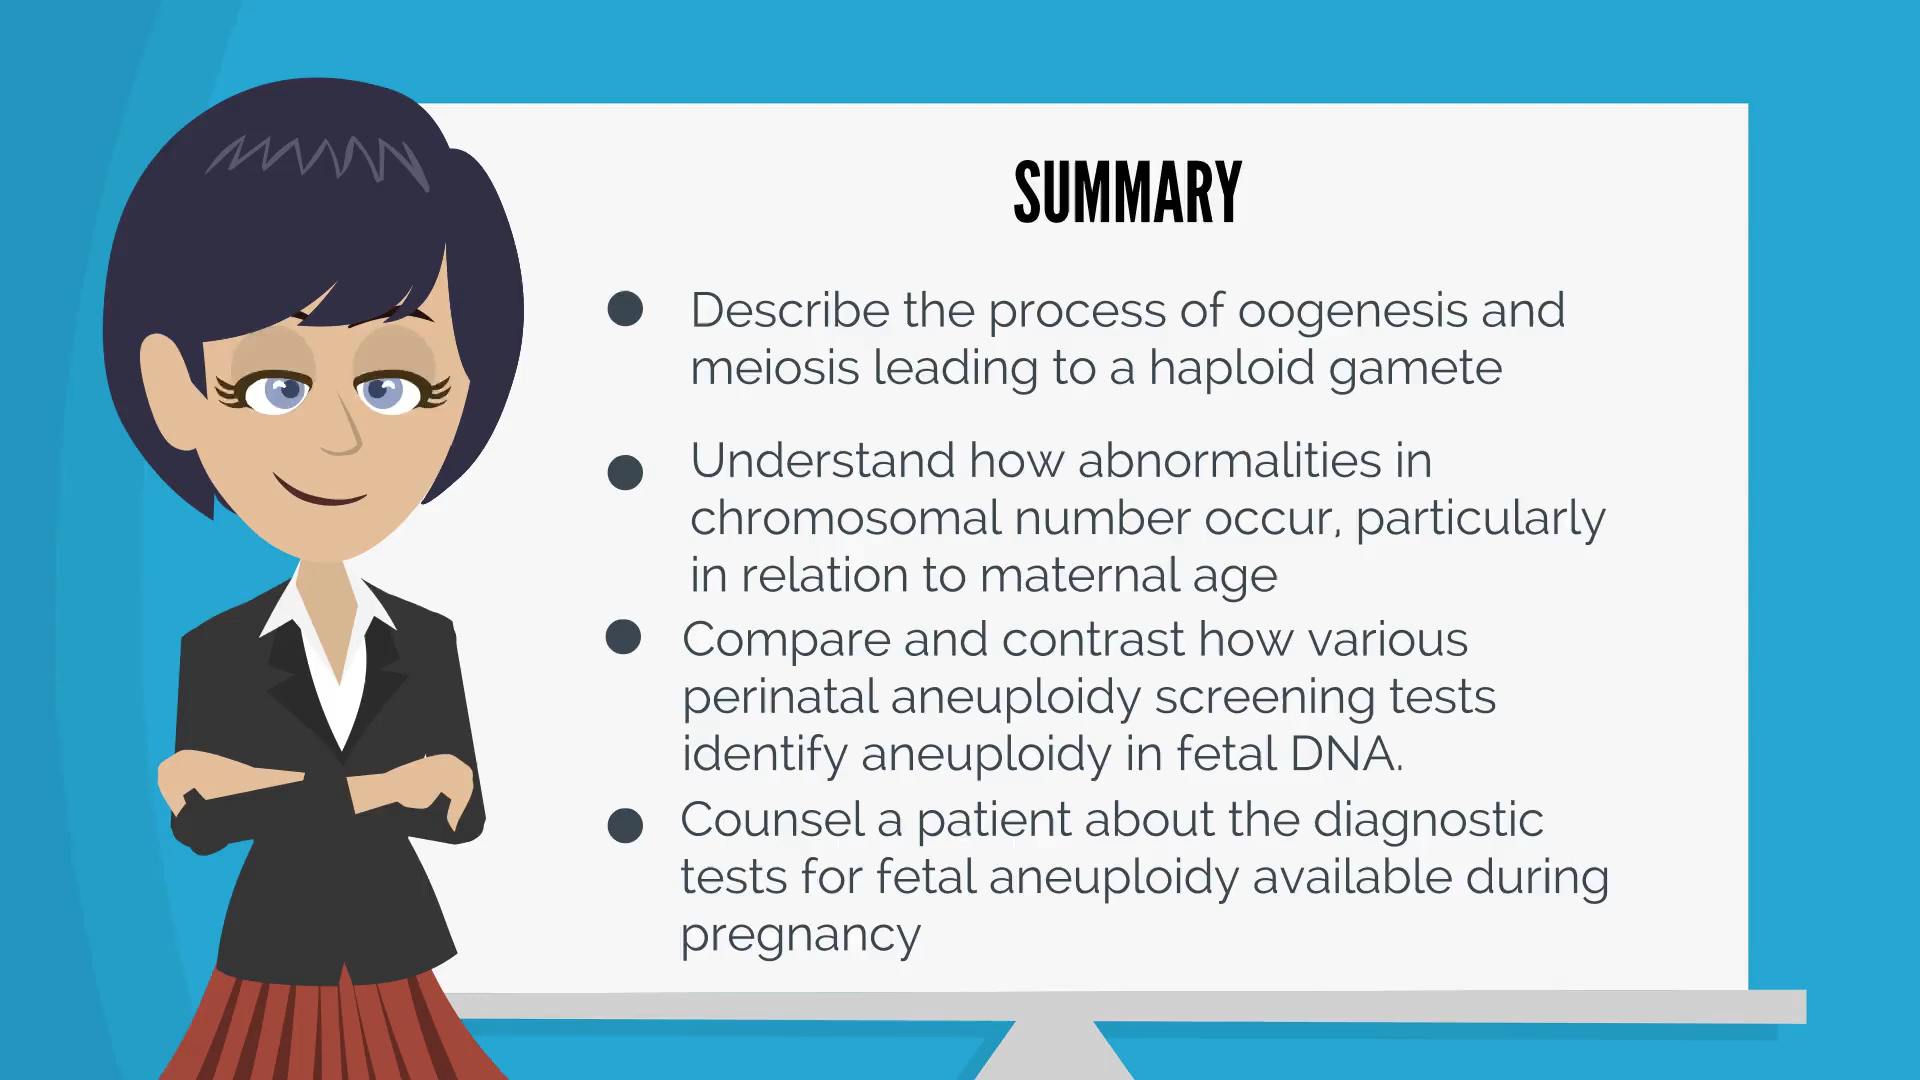 SUMMARY
Describe the process of oogenesis and
meiosis leading to a haploid gamete
Understand how abnormalities in
chromosomal number occur, particularly
in relation to maternal age
Compare and contrast how various
perinatal aneuploidy screening tests
identify aneuploidy in fetal DNA.
Counsel a patient about the diagnostic
tests for fetal aneuploidy available during
pregnancy